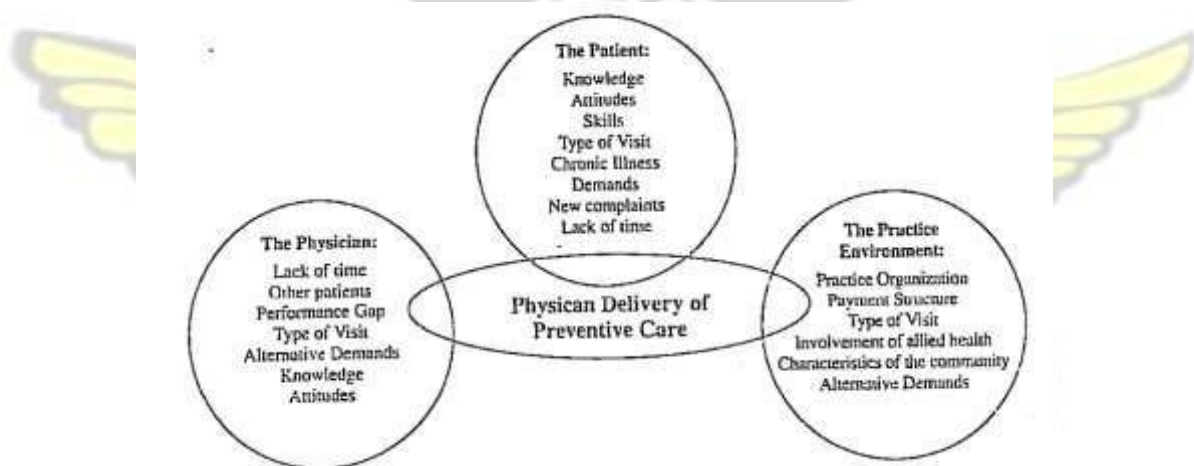 The Patient:
Knowledge
Attitudes
Skills
Type of Visit
Chronic Illness
Demands
New complaints
Lack of time
The Physician:
Lack of time
Other patients
Performance Gap
Type of Visit
Alternative Demands
Knowledge
Attitudes
Physican Delivery of
Preventive Care
The Practice
Environment:
Practice Organization
Payment Structure
Type of Visit
Involvement of allied health
Characteristics of the community
Alternative Demands